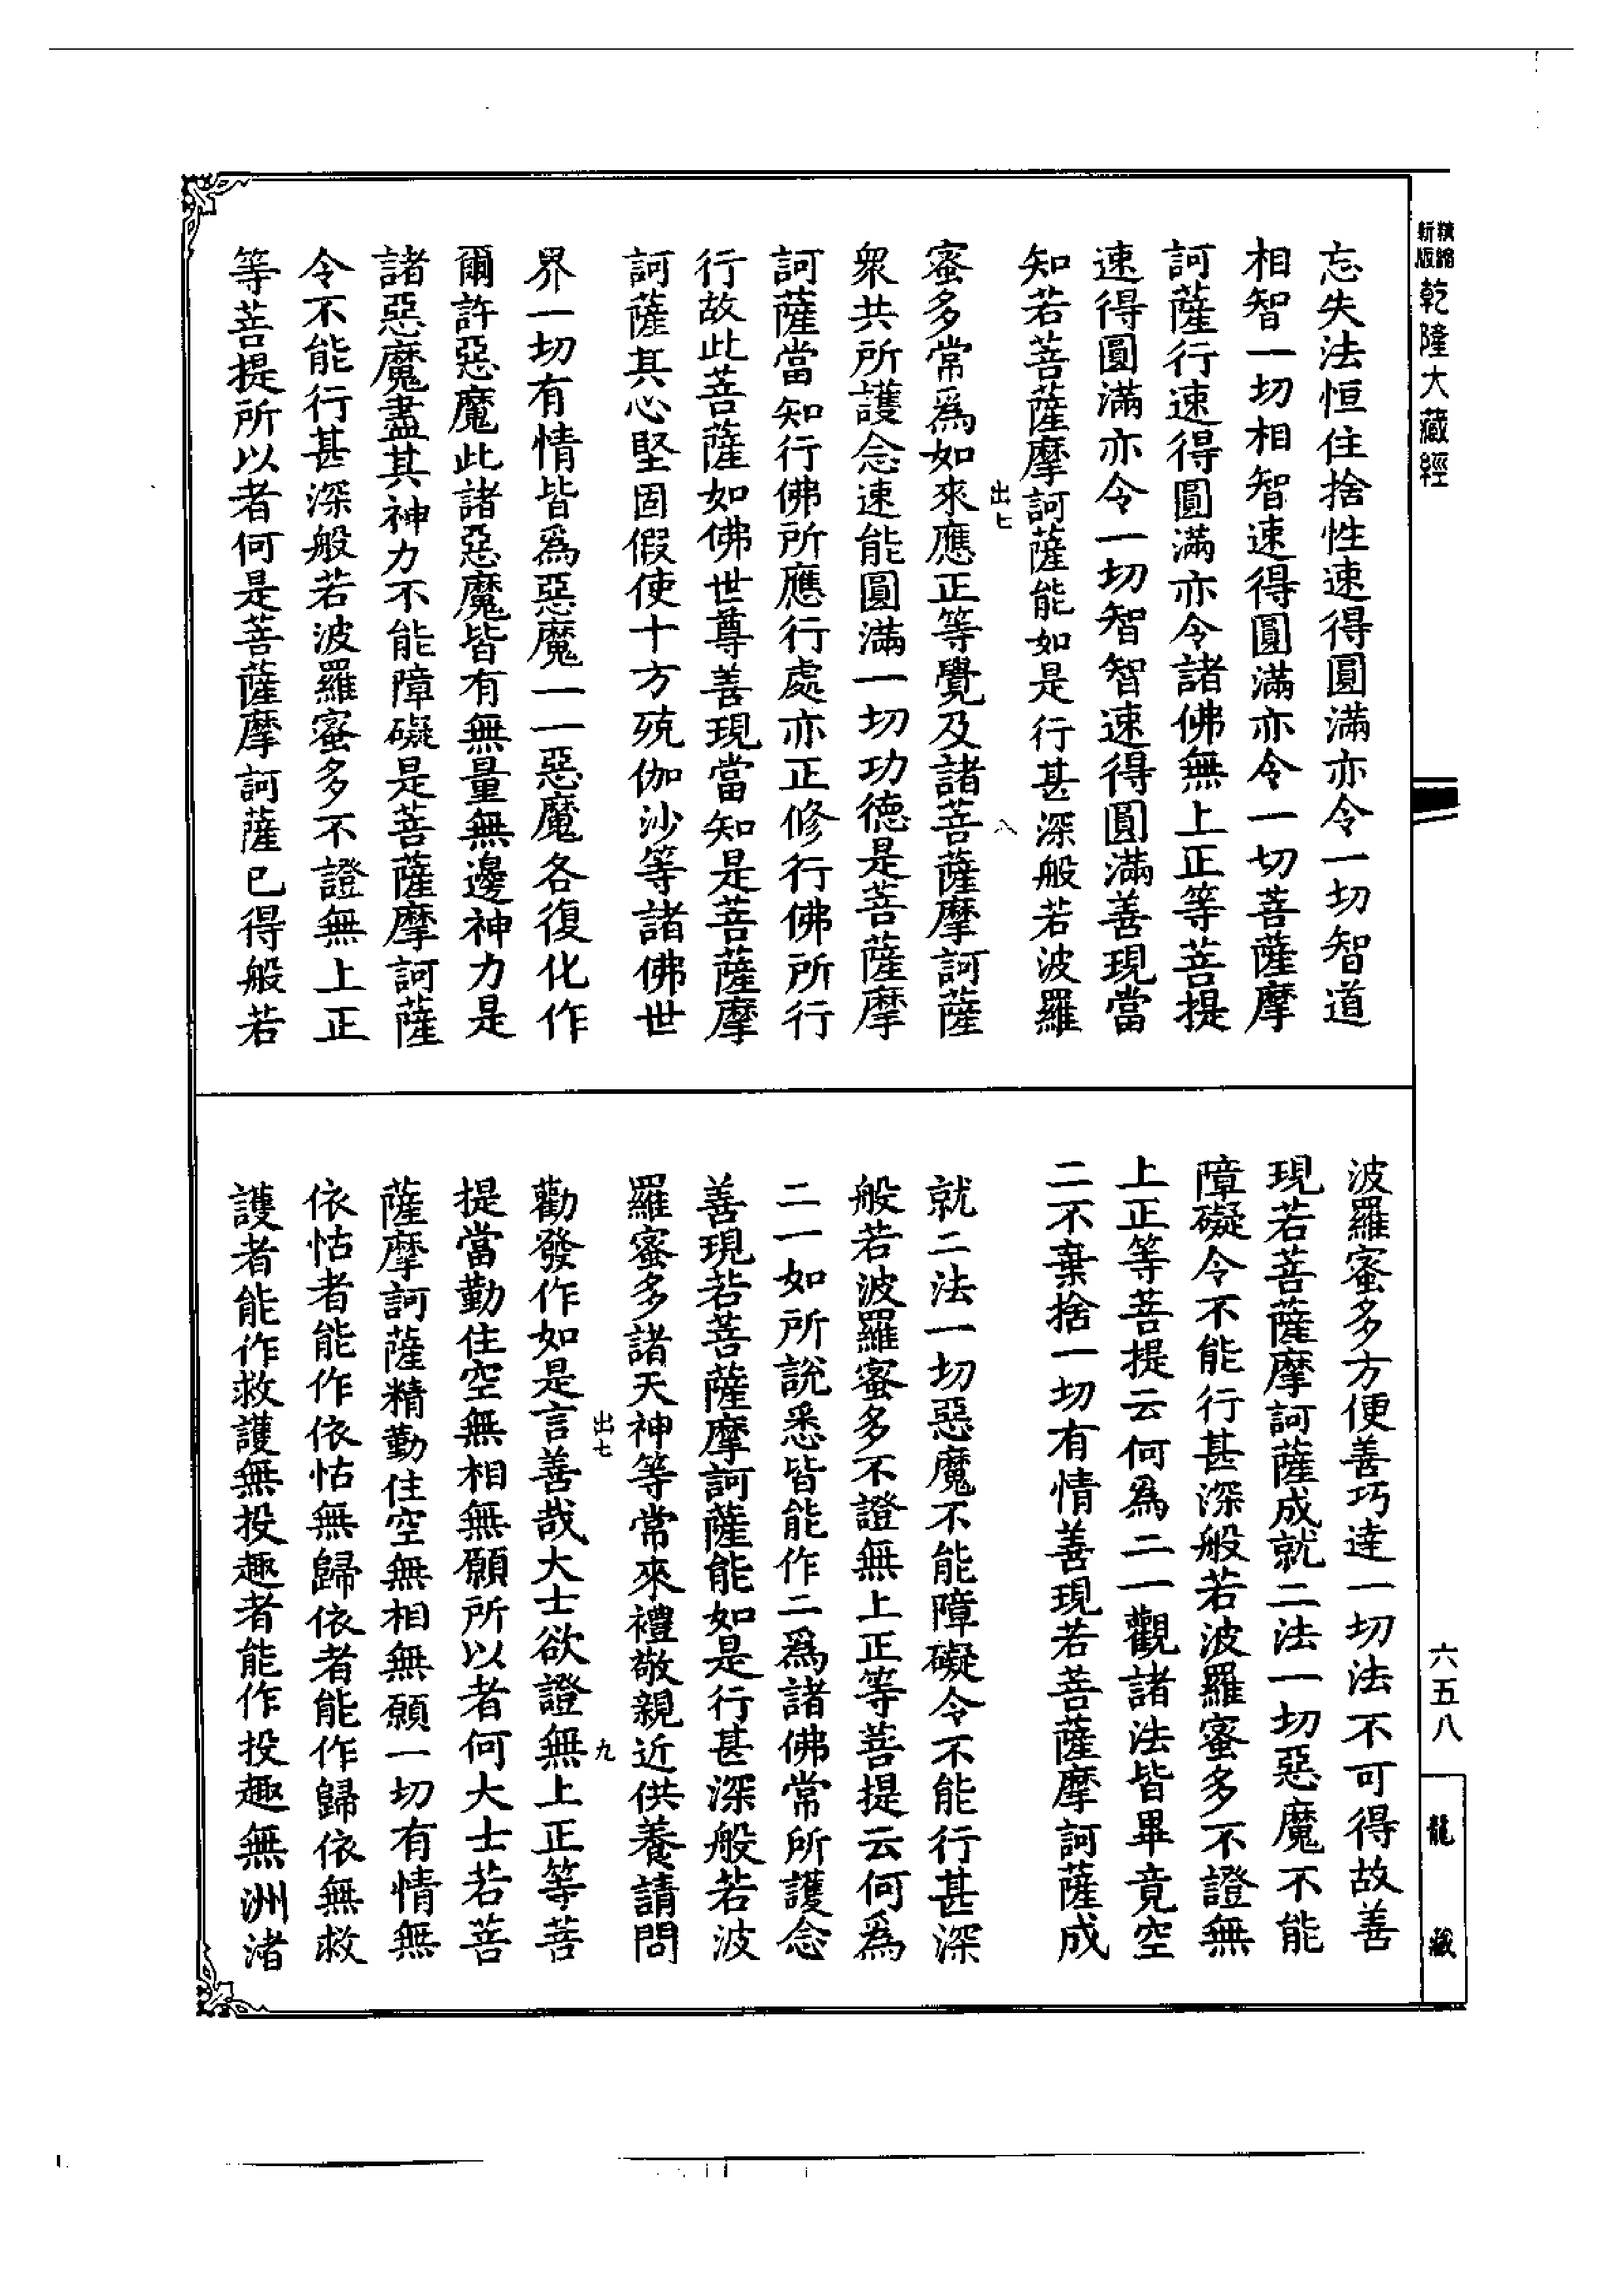 新版
精縮
乾隆大藏經
六五八
龍藏
忘失法恒住捨性速得圓滿亦令一切智道
相智一切相智速得圓滿亦令一切菩薩摩
訶薩行速得圓滿亦令諸佛無上正等菩提
速得圓滿亦令一切智智速得圓滿善現當
知若菩薩摩訶薩能如是行甚深般若波羅
出七
八
蜜多常爲如來應正等覺及諸菩薩摩訶薩
衆共所護念速能圓滿一切功德是菩薩摩
訶薩當知行佛所應行處亦正修行佛所行
行故此菩薩如佛世尊善現當知是菩薩摩
訶薩其心堅固假使十方殑伽沙等諸佛世
界一切有情皆爲惡魔一一惡魔各復化作
爾許惡魔此諸惡魔皆有無量無邊神力是
諸惡魔盡其神力不能障礙是菩薩摩訶薩
令不能行甚深般若波羅蜜多不證無上正
等菩提所以者何是菩薩摩訶薩已得般若
波羅蜜多方便善巧達一切法不可得故善
現若菩薩摩訶薩成就二法一切惡魔不能
障礙令不能行甚深般若波羅蜜多不證無
上正等菩提云何爲二一觀諸法皆畢竟空
二不棄捨一切有情善現若菩薩摩訶薩成
就二法一切惡魔不能障礙令不能行甚深
般若波羅蜜多不證無上正等菩提云何爲
二一如所說悉皆能作二爲諸佛常所護念
善現若菩薩摩訶薩能如是行甚深般若波
羅蜜多諸天神等常來禮敬親近供養請問
出七
九
勸發作如是言善哉大士欲證無上正等菩
提當勤住空無相無願所以者何大士若菩
薩摩訶薩精勤住空無相無願一切有情無
依怙者能作依怙無歸依者能作歸依無救
護者能作救護無投趣者能作投趣無洲渚